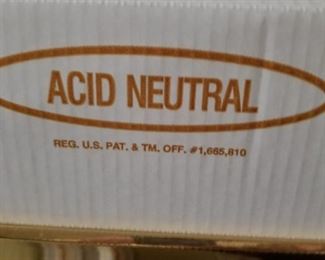 ACID NEUTRAL
REG. U.S. PAT. & TM. OFF. #1,665,810